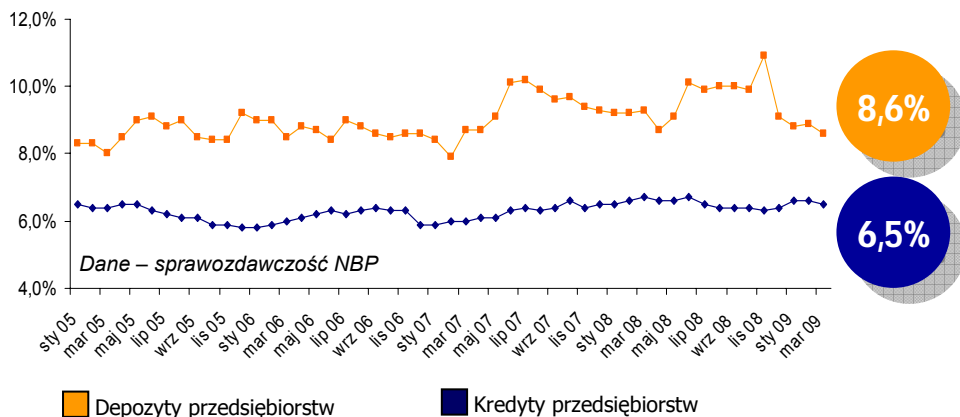 12,0%
10,0%
8,0%
6,0%
4,0%
8,6%
6,5%
Dane – sprawozdawczość NBP
sty 05
mar 05
maj 05
lip 05
wrz 05
lis 05
sty 06
mar 06
maj 06
lip 06
wrz 06
lis 06
sty 07
mar 07
maj 07
lip 07
wrz 07
lis 07
sty 08
mar 08
maj 08
lip 08
wrz 08
lis 08
sty 09
mar 09
Depozyty przedsiębiorstw
Kredyty przedsiębiorstw